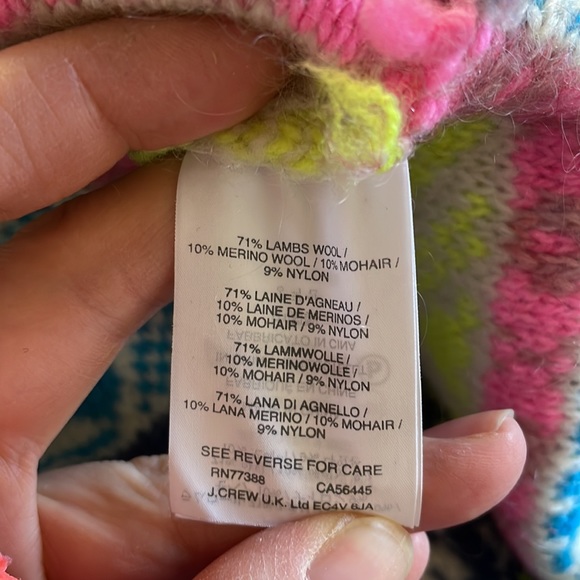 71% LAMBS WOOL /
10% MERINO WOOL / 10% MOHAIR /
9% NYLON
71% LAINE D'AGNEAU /
10% LAINE DE MERINOS /
10% MOHAIR / 9% NYLON
71% LAMMWOLLE /
10% MERINOWOLLE /
10% MOHAIR / 9% NYLON
71% LANA DI AGNELLO /
10% LANA MERINO / 10% MOHAIR /
9% NYLON
SEE REVERSE FOR CARE
RN77388 CA56445
J.CREW U.K. Ltd EC4V 6JA